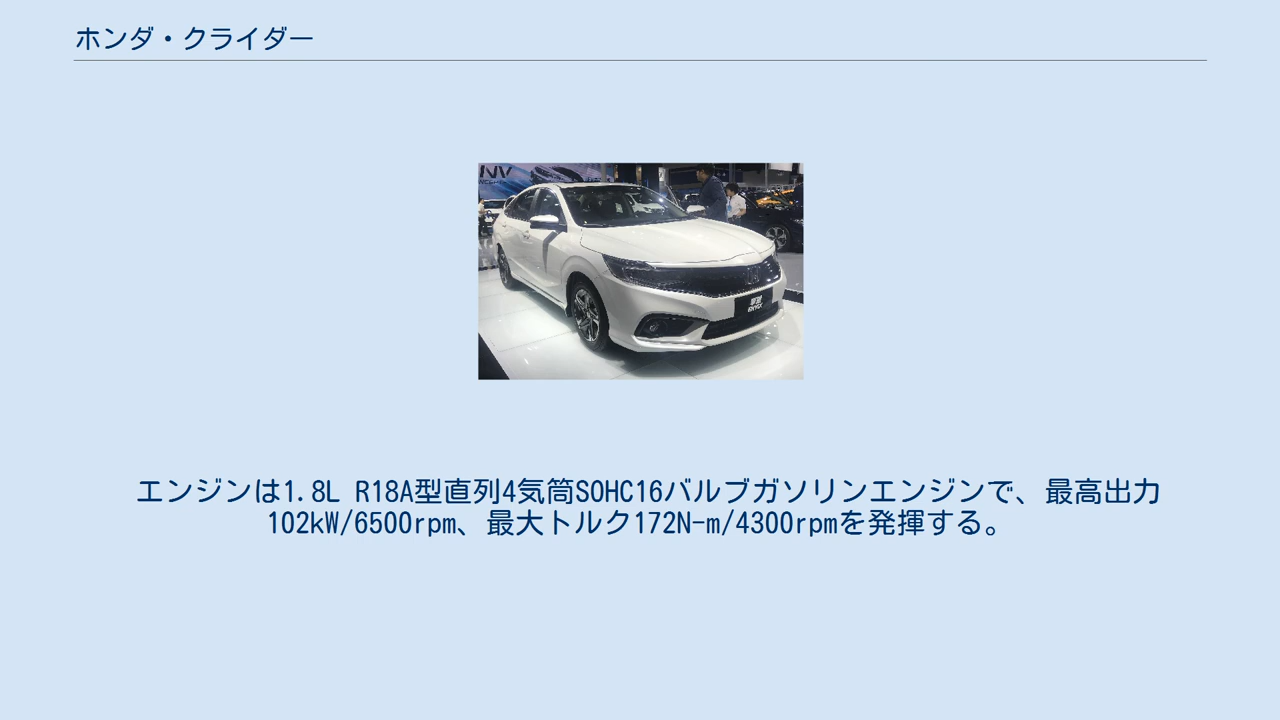 ホンダ・クライダー
NV
エンジンは1.8L R18A型直列4気筒SOHC16バルブガソリンエンジンで、最高出力
102kW/6500rpm、最大トルク172N-m/4300rpmを発揮する。